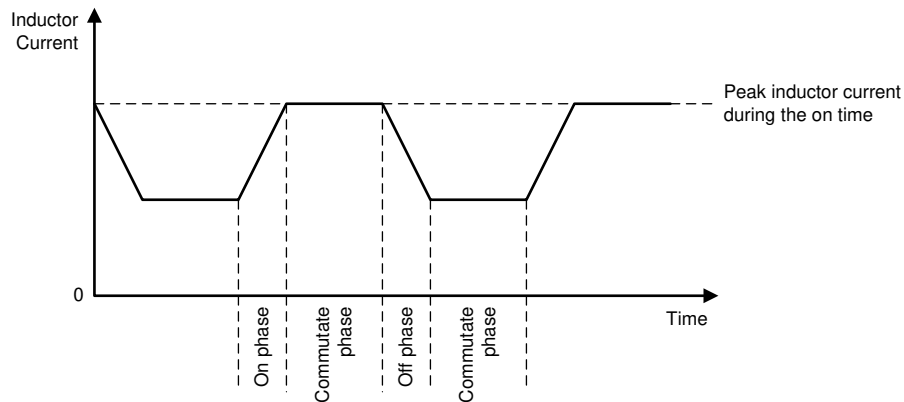 Inductor
Current
Peak inductor current
during the on time
0
Time
On phase
Commutate
phase
Off phase
Commutate
phase